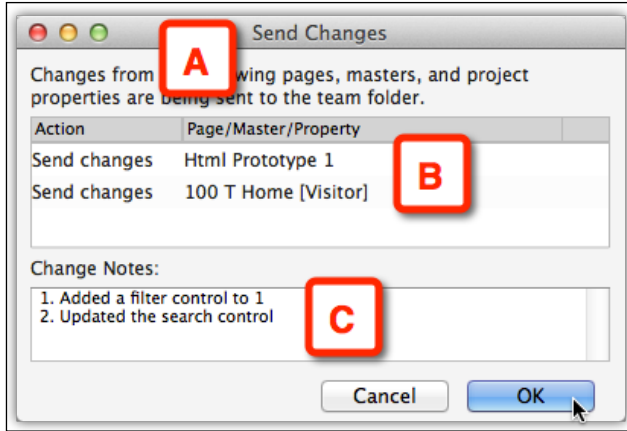 Send Changes
A
Changes from wing pages, masters, and project
properties are being sent to the team folder.
Action Page/Master/Property
Send changes Html Prototype 1
B
Send changes 100 T Home [Visitor]
Change Notes:
1. Added a filter control to 1
2. Updated the search control
C
Cancel OK